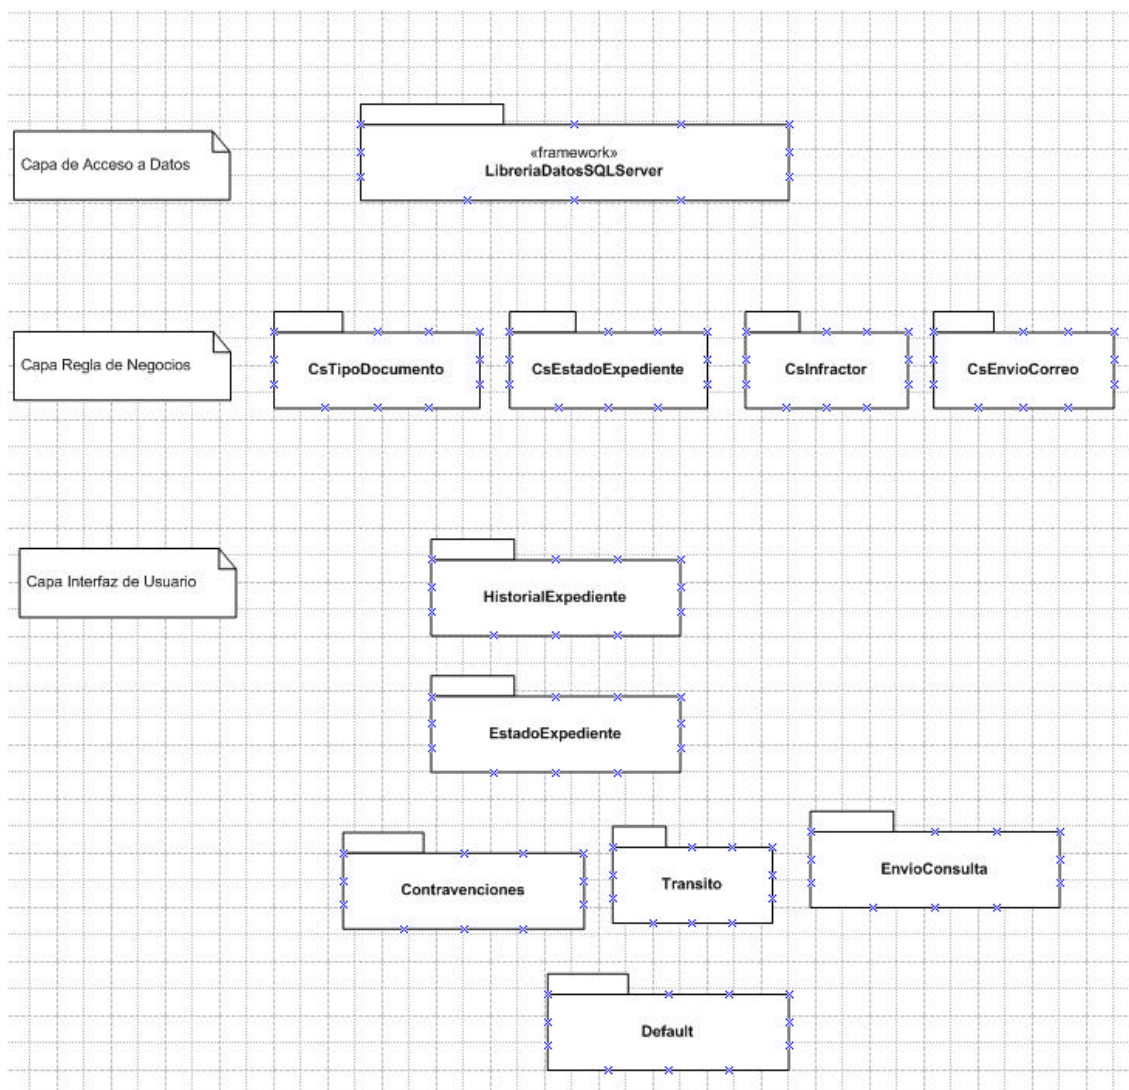 Capa de Acceso a Datos
«framework»
LibreriaDatosSQLServer
Capa Regla de Negocios
CsTipoDocumento
CsEstadoExpediente
CsInfractor
CsEnvioCorreo
Capa Interfaz de Usuario
HistorialExpediente
EstadoExpediente
Contravenciones
Transito
EnvioConsulta
Default